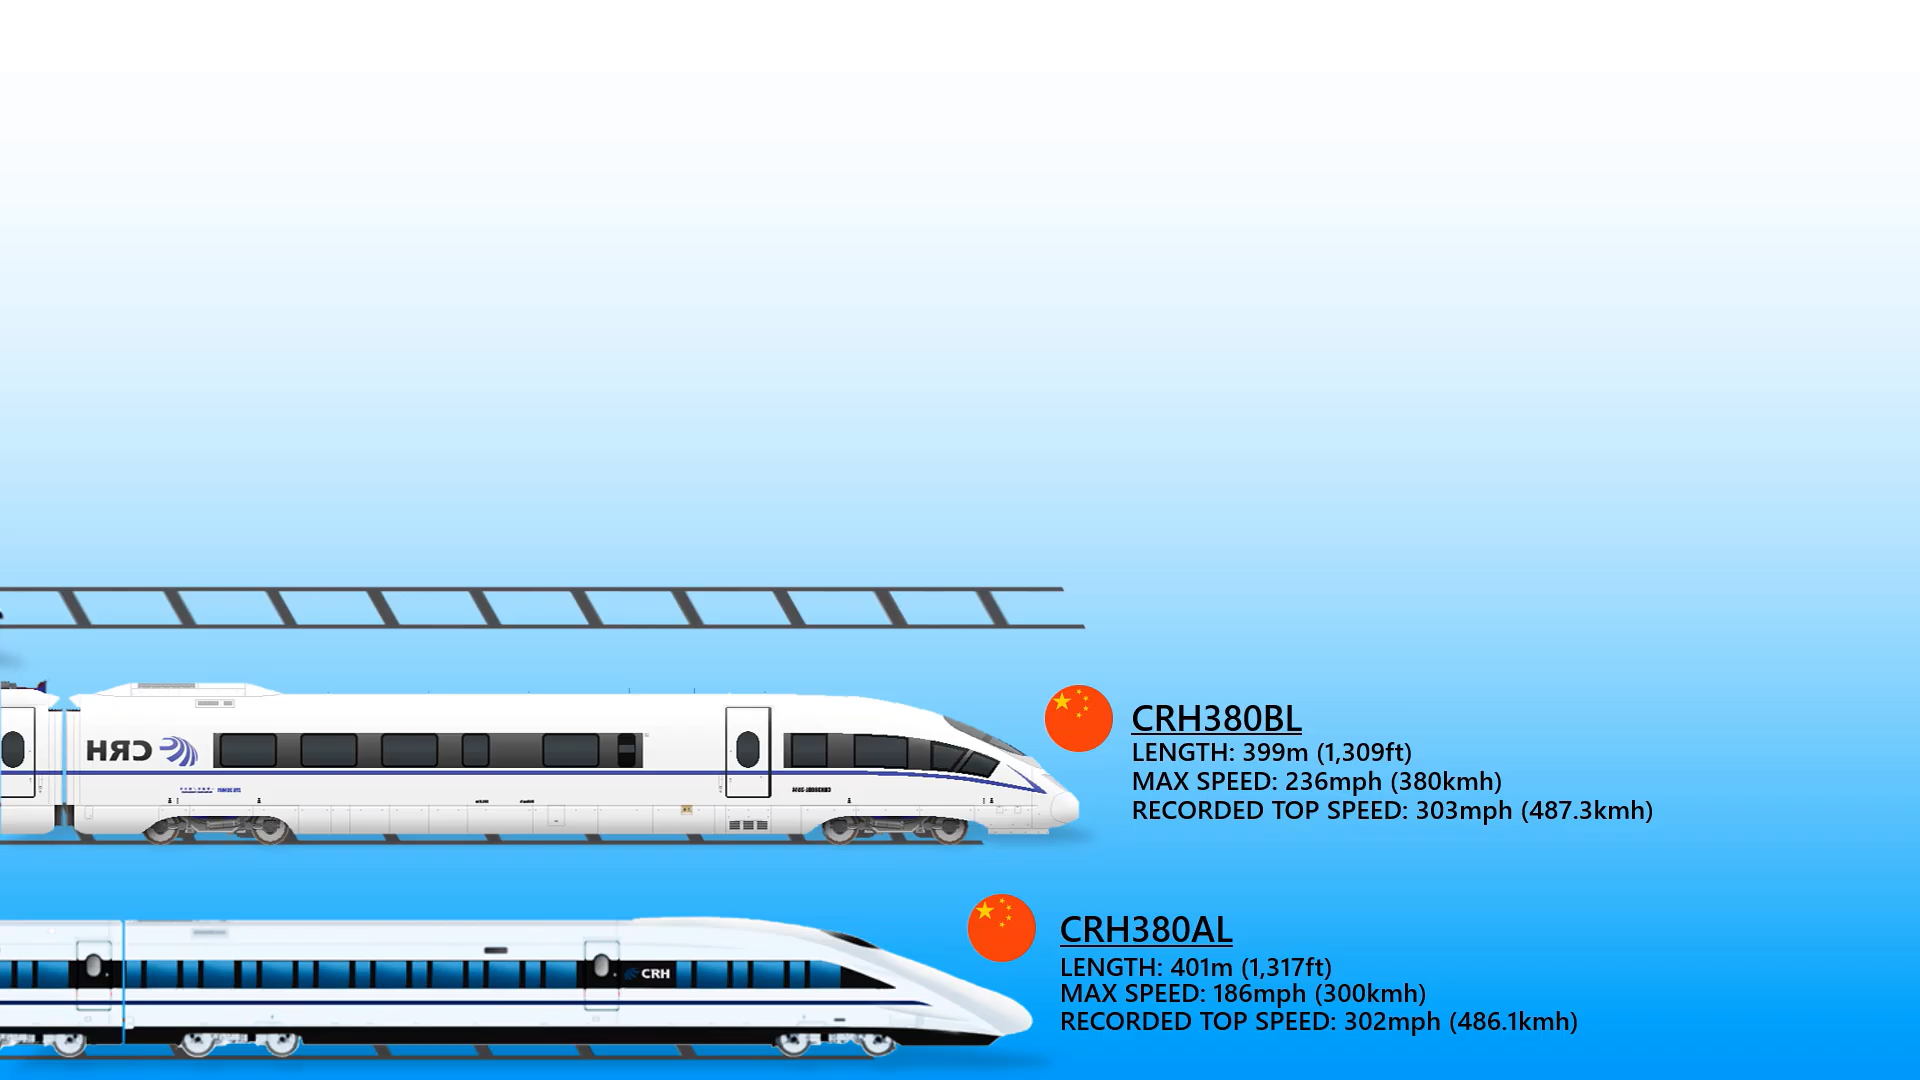 CRH380BL
LENGTH: 399m (1,309ft)
MAX SPEED: 236mph (380kmh)
RECORDED TOP SPEED: 303mph (487.3kmh)
CRH
CRH380AL
LENGTH: 401m (1,317ft)
MAX SPEED: 186mph (300kmh)
RECORDED TOP SPEED: 302mph (486.1kmh)
CRH